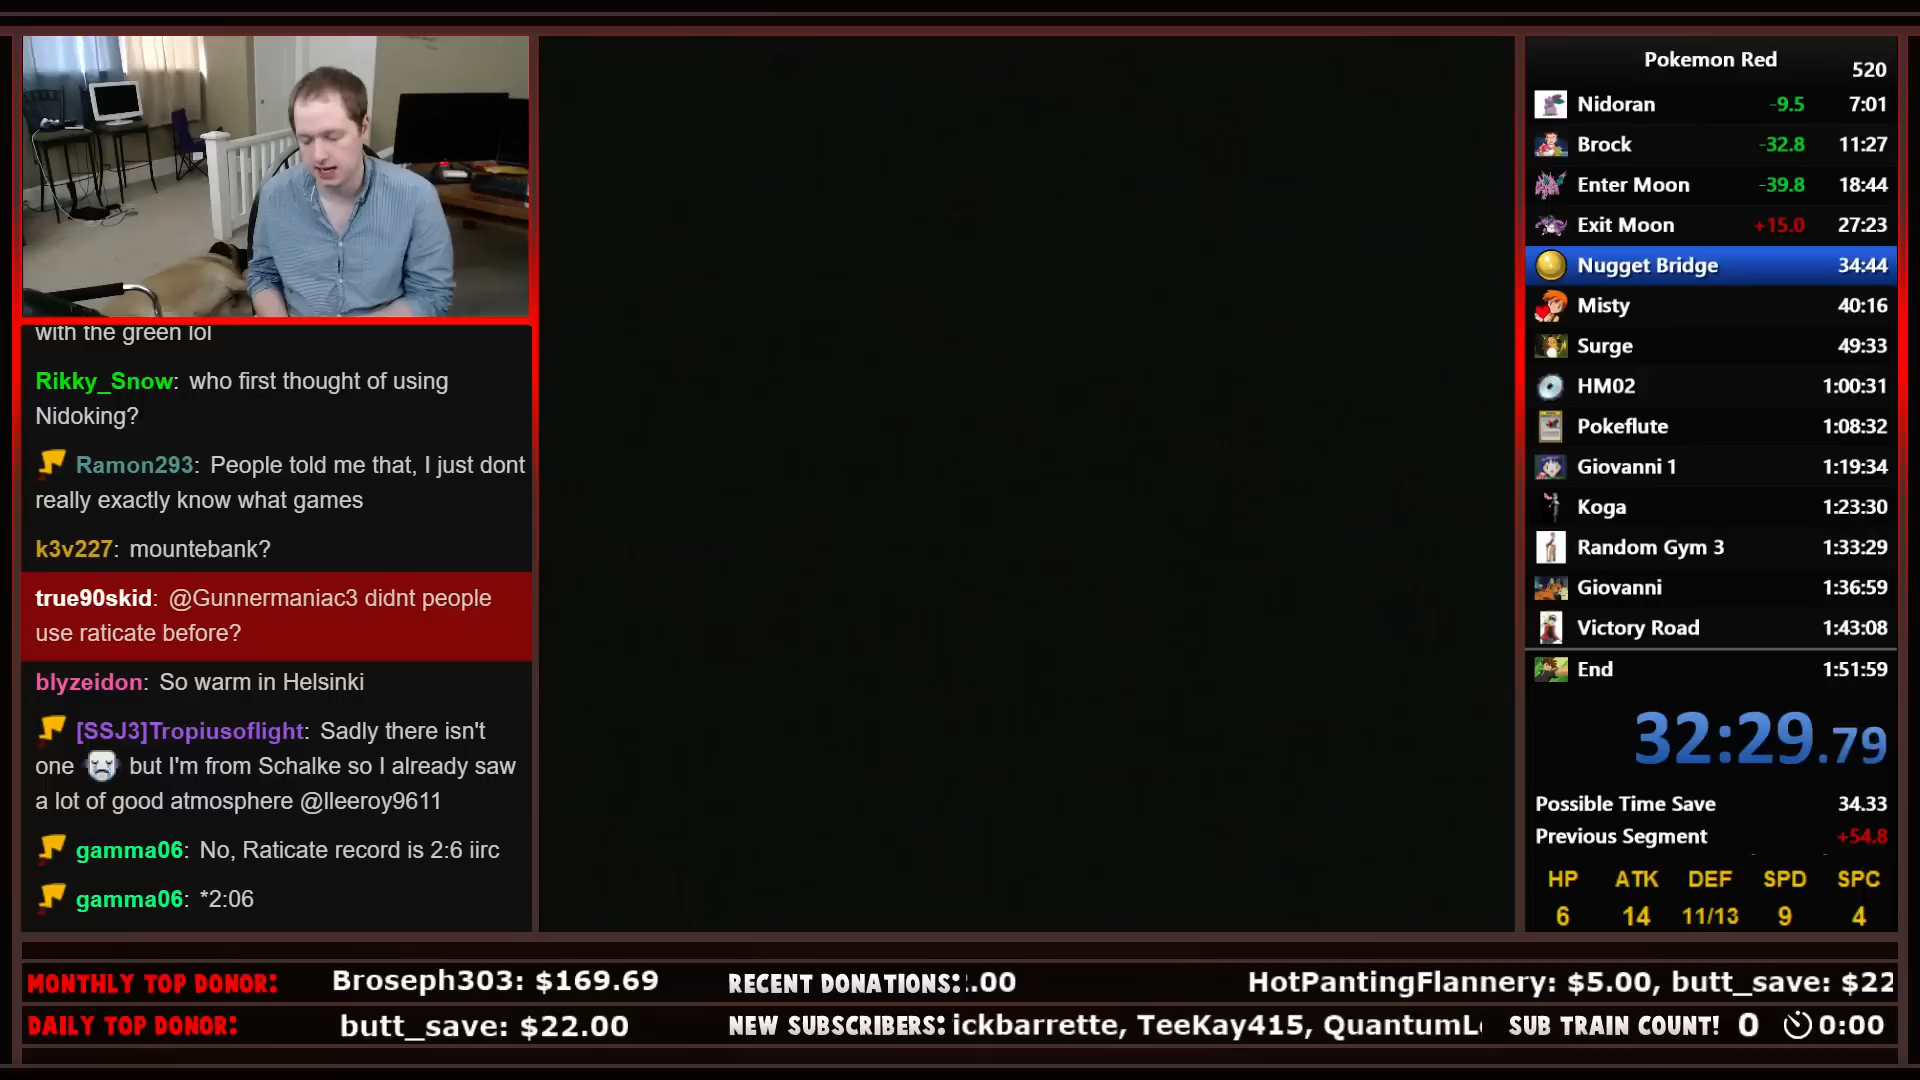 with the green lol
Rikky_Snow: who first thought of using
Nidoking?
Ramon293: People told me that, I just dont
really exactly know what games
k3v227: mountebank?
true90skid: @Gunnermaniac3 didnt people
use raticate before?
blyzeidon: So warm in Helsinki
[SSJ3]Tropiusoflight: Sadly there isn't
one but I'm from Schalke so I already saw
a lot of good atmosphere @lleeroy9611
gamma06: No, Raticate record is 2:6 iirc
gamma06: *2:06
Pokemon Red
520
Nidoran -9.5 7:01
Brock -32.8 11:27
Enter Moon -39.8 18:44
Exit Moon +15.0 27:23
Nugget Bridge 34:44
Misty 40:16
Surge 49:33
HM02 1:00:31
Pokeflute 1:08:32
Giovanni 1 1:19:34
Koga 1:23:30
Random Gym 3 1:33:29
Giovanni 1:36:59
Victory Road 1:43:08
End 1:51:59
32:29.79
Possible Time Save 34.33
Previous Segment +54.8
HP ATK DEF SPD SPC
6 14 11/13 9 4
MONTHLY TOP DONOR: Broseph303: $169.69
RECENT DONATIONS: .00 HotPantingFlannery: $5.00, butt_save: $22
DAILY TOP DONOR: butt_save: $22.00
NEW SUBSCRIBERS: ickbarrette, TeeKay415, QuantumL
SUB TRAIN COUNT! 0 0:00